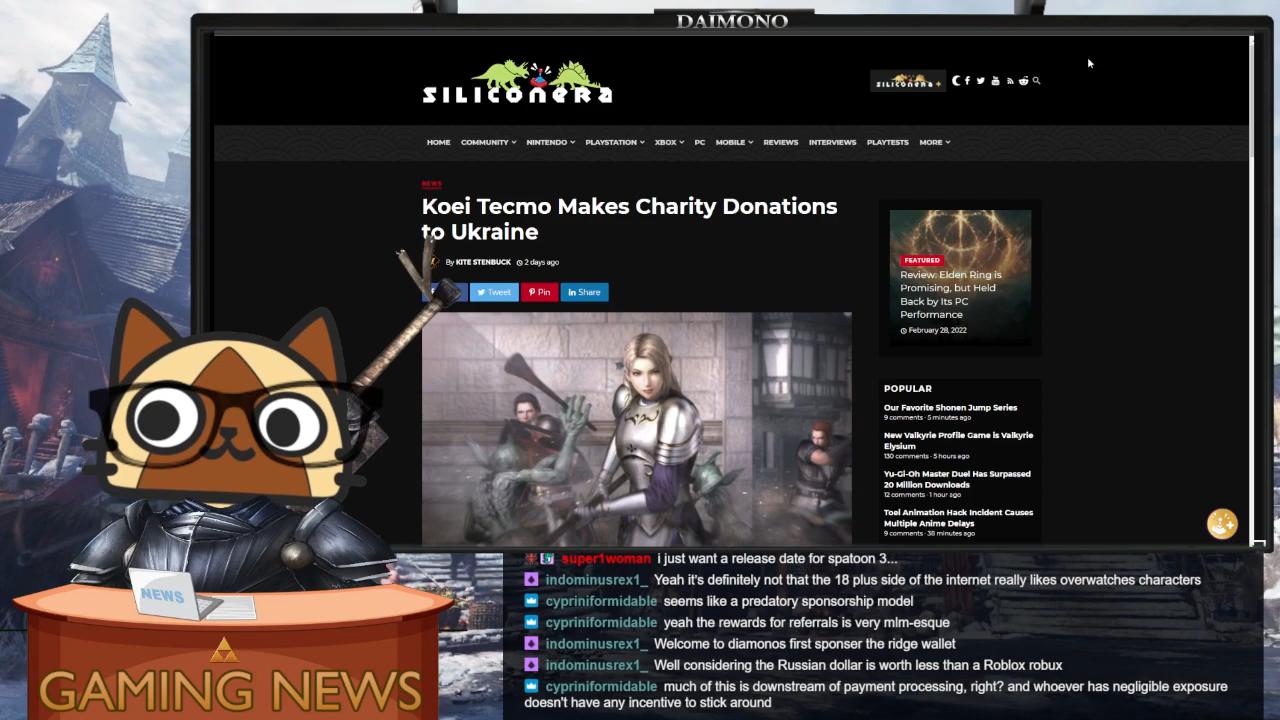 DAIMONO
SILICONERA
SILICONERA +
HOME COMMUNITY NINTENDO PLAYSTATION XBOX PC MOBILE REVIEWS INTERVIEWS PLAYTESTS MORE
NEWS
Koei Tecmo Makes Charity Donations
to Ukraine
By KITE STENBUCK 2 days ago
Tweet Pin Share
FEATURED
Review: Elden Ring is
Promising, but Held
Back by Its PC
Performance
February 28, 2022
POPULAR
Our Favorite Shonen Jump Series
9 comments · 5 minutes ago
New Valkyrie Profile Game is Valkyrie
Elysium
130 comments · 5 hours ago
Yu-Gi-Oh Master Duel Has Surpassed
20 Million Downloads
12 comments · 1 hour ago
Toei Animation Hack Incident Causes
Multiple Anime Delays
9 comments · 38 minutes ago
super1woman i just want a release date for spatoon 3...
indominusrex1_ Yeah it's definitely not that the 18 plus side of the internet really likes overwatches characters
cypriniformidable seems like a predatory sponsorship model
cypriniformidable yeah the rewards for referrals is very mlm-esque
indominusrex1_ Welcome to diamonos first sponser the ridge wallet
indominusrex1_ Well considering the Russian dollar is worth less than a Roblox robux
cypriniformidable much of this is downstream of payment processing, right? and whoever has negligible exposure
doesn't have any incentive to stick around
NEWS
GAMING NEWS